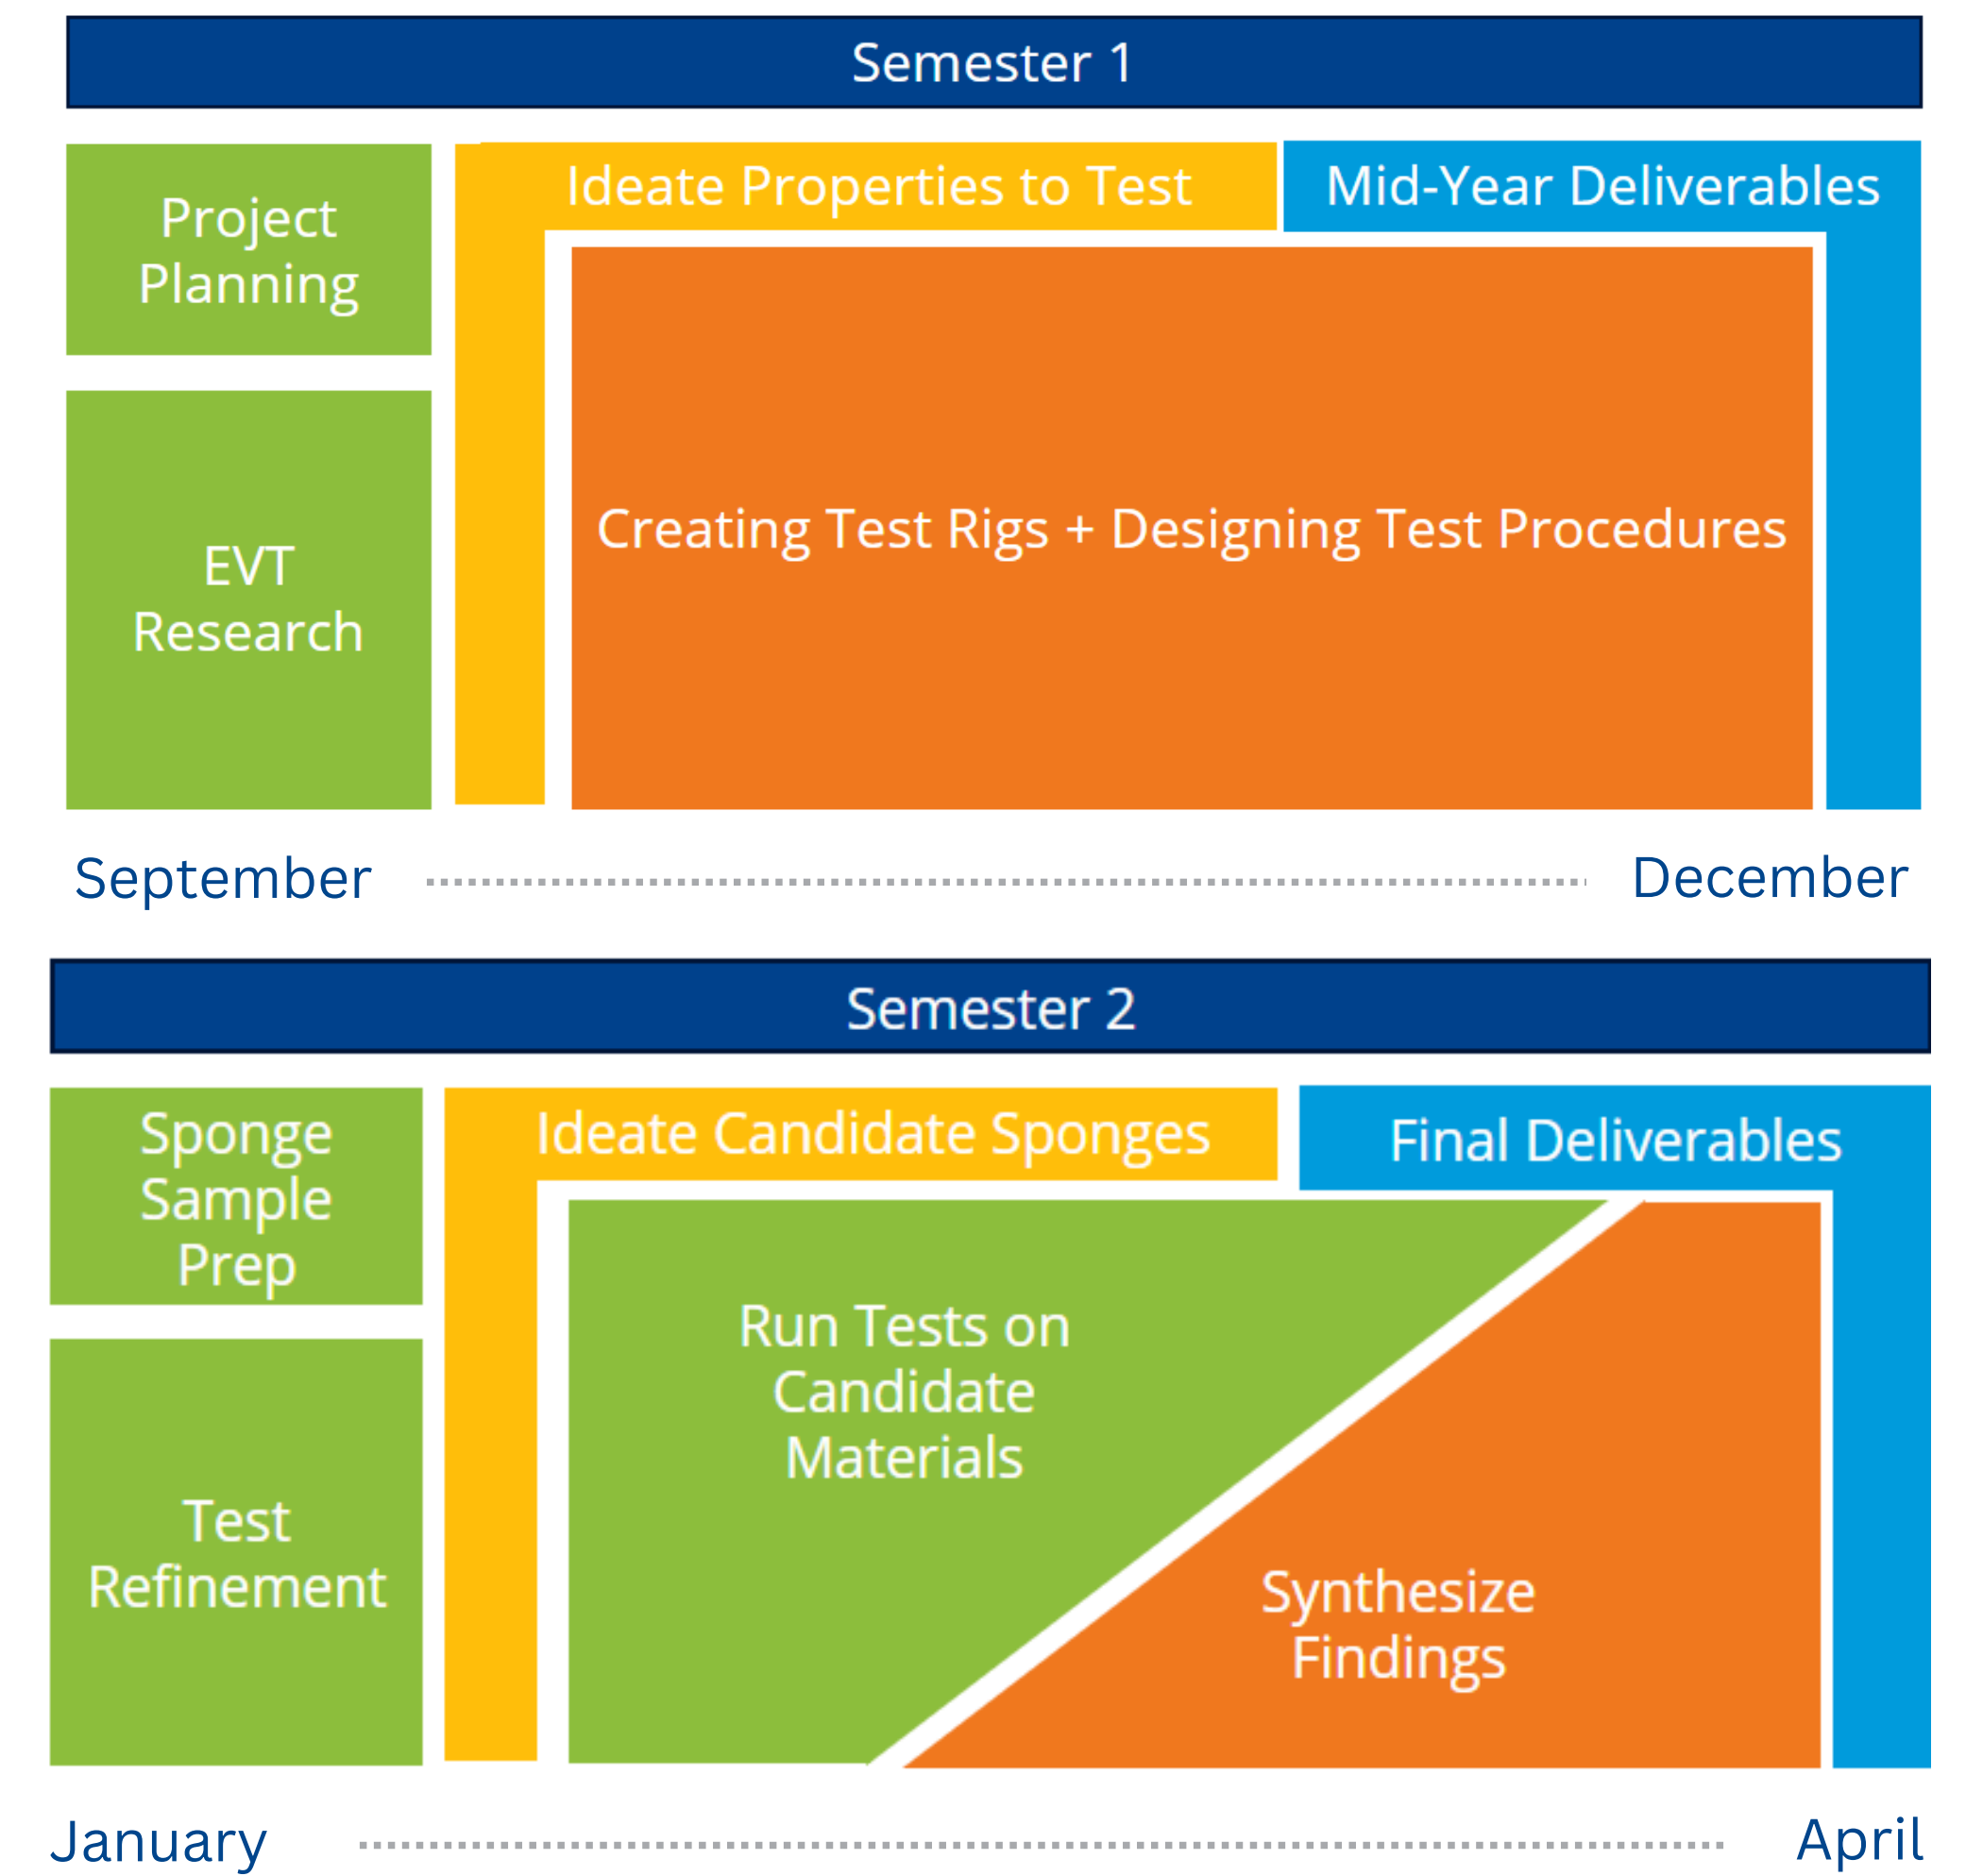 Semester 1
Project
Planning
EVT
Research
Ideate Properties to Test
Mid-Year Deliverables
Creating Test Rigs + Designing Test Procedures
September
December
Semester 2
Sponge
Sample
Prep
Test
Refinement
Ideate Candidate Sponges
Final Deliverables
Run Tests on
Candidate
Materials
Synthesize
Findings
January
April